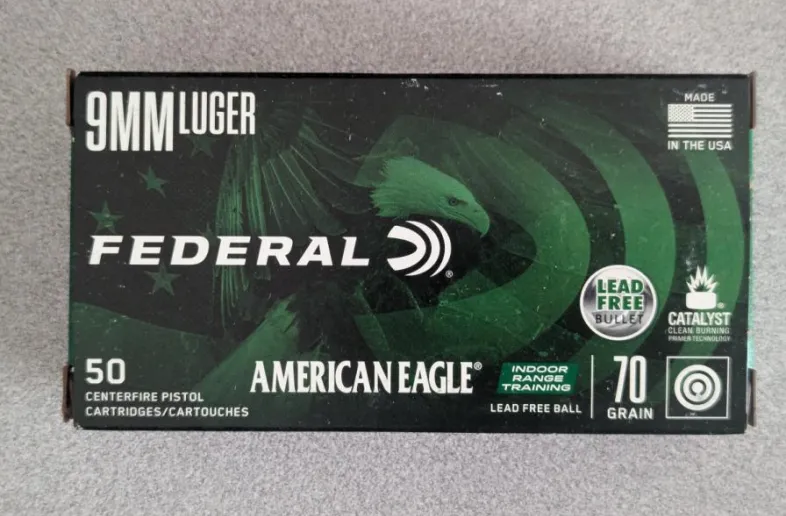 9MM LUGER
MADE
IN THE USA
FEDERAL
®
LEAD
FREE
BULLET
CATALYST
CLEAN BURNING
PRIMER TECHNOLOGY
50
CENTERFIRE PISTOL
CARTRIDGES/CARTOUCHES
AMERICAN EAGLE®
INDOOR
RANGE
TRAINING
LEAD FREE BALL
70
GRAIN